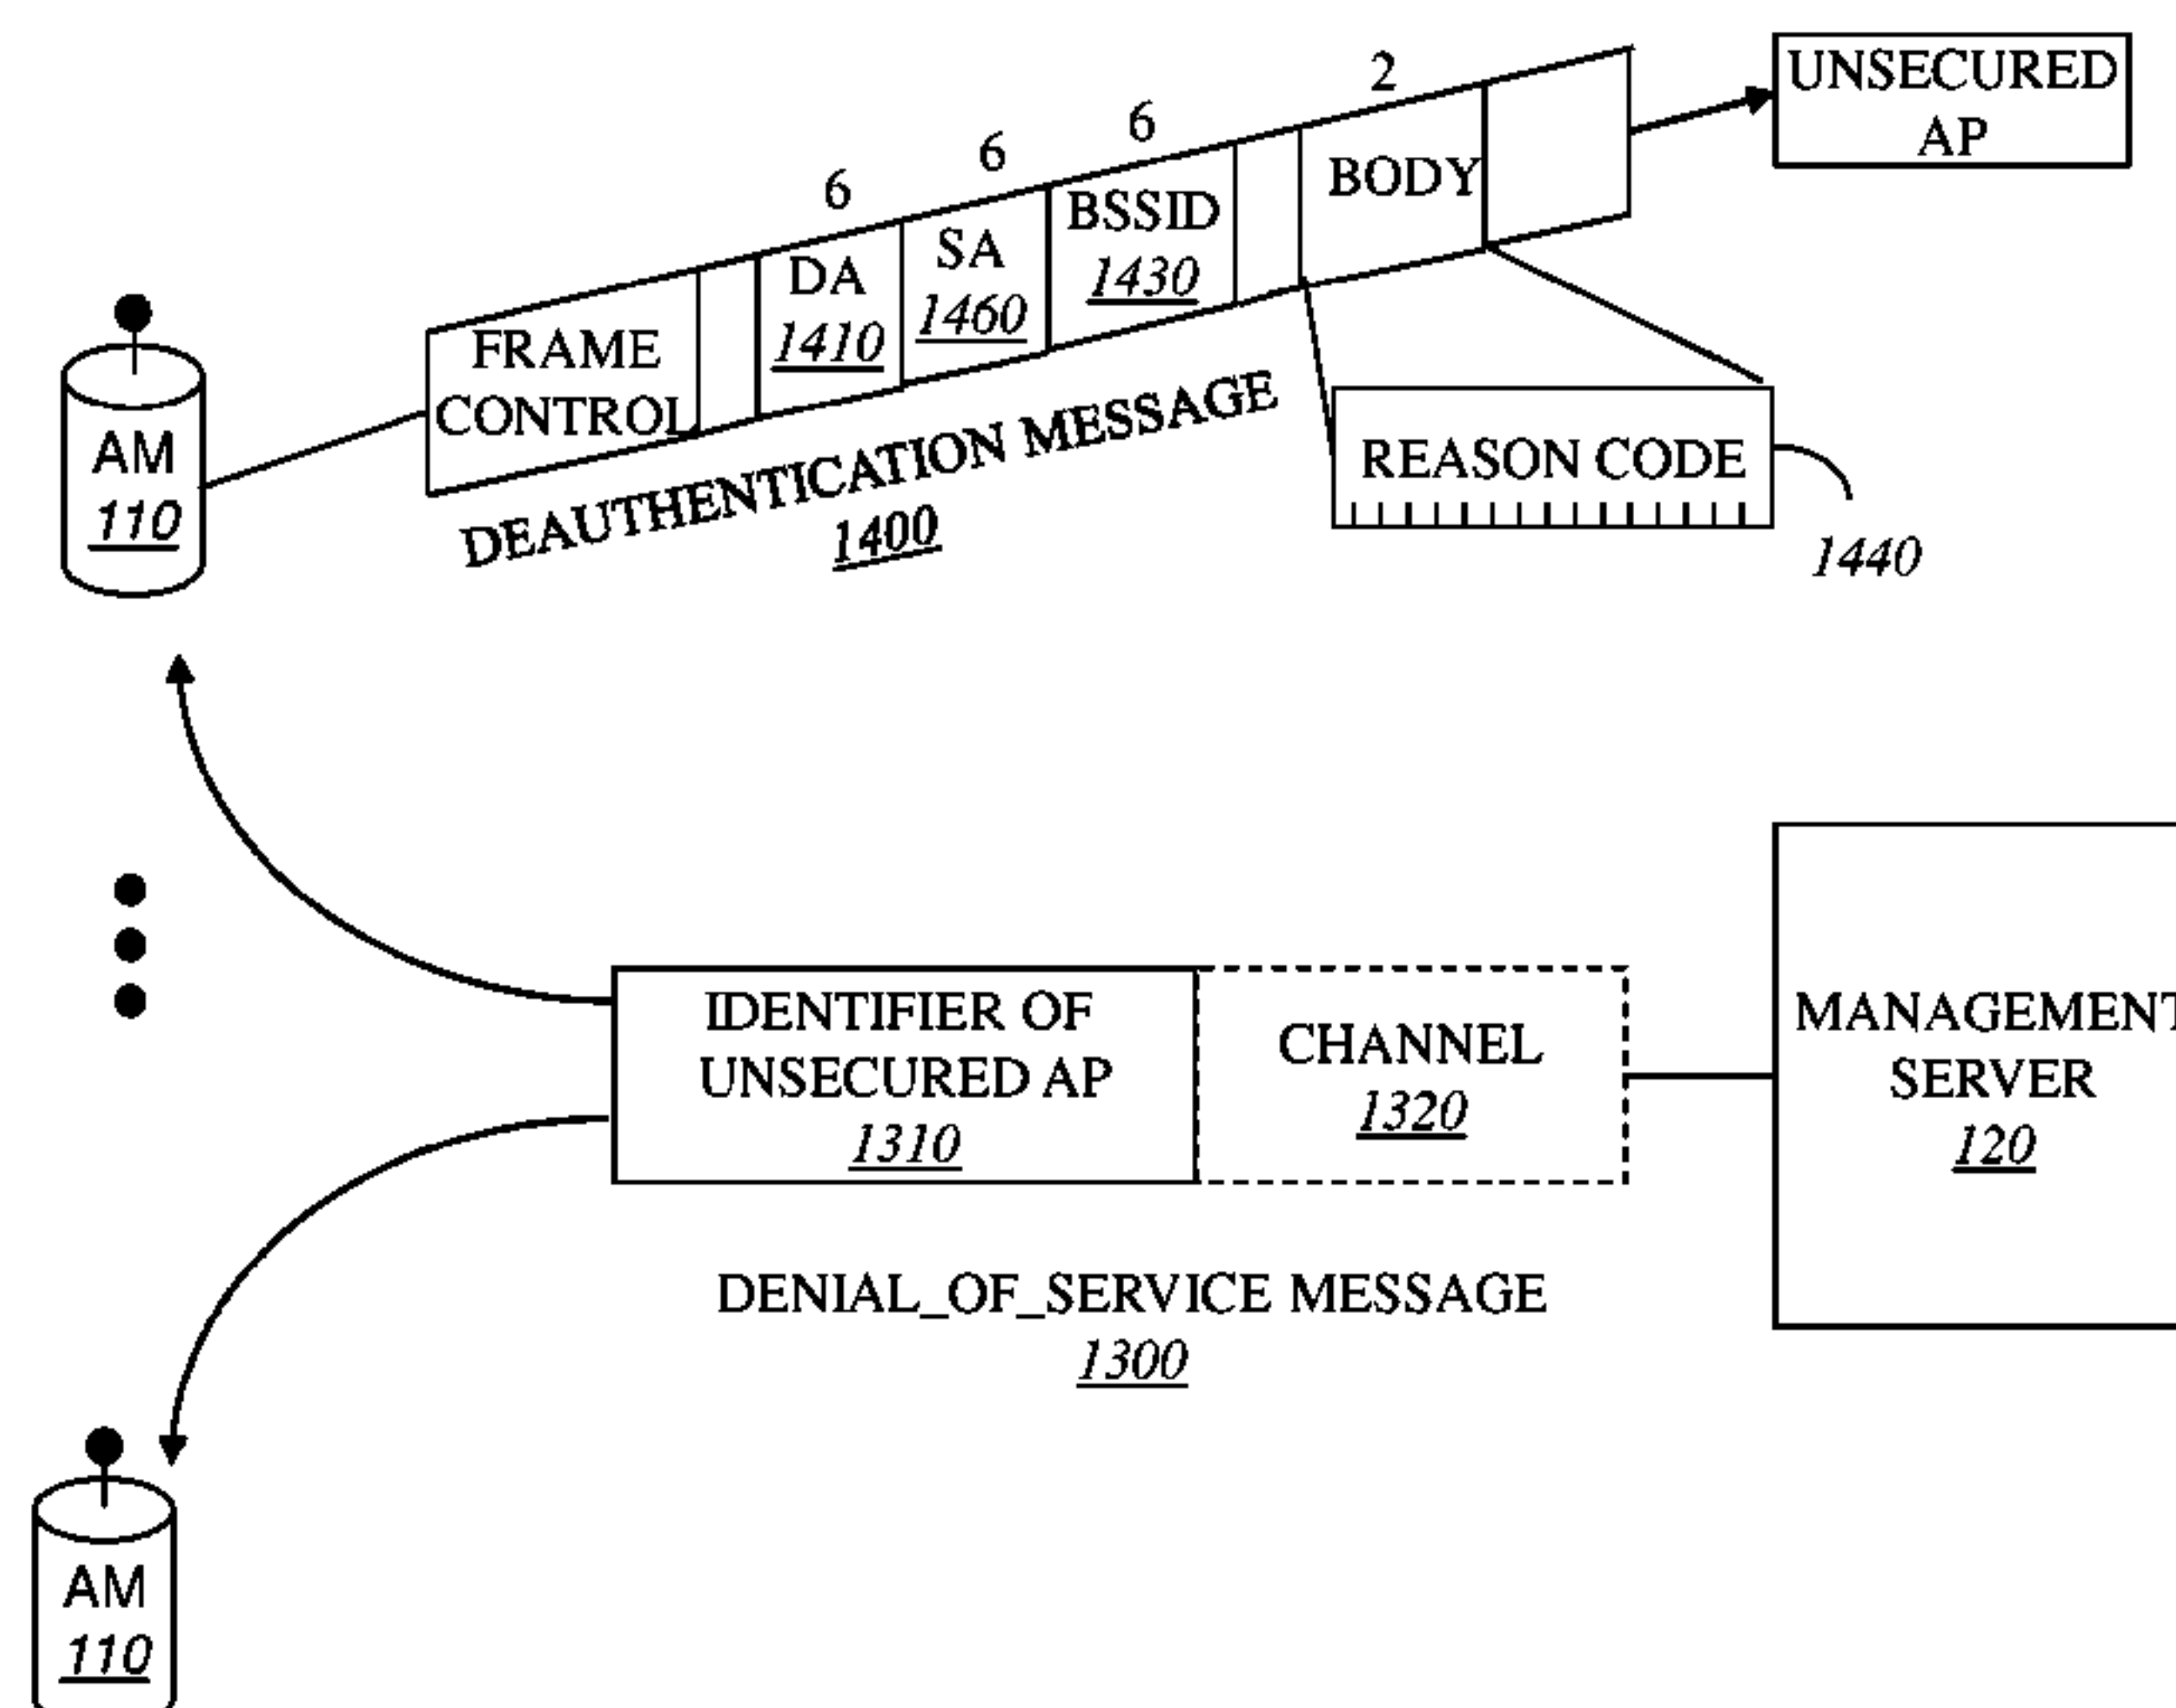 2
UNSECURED
AP
6
6
6
BODY
BSSID
1430
SA
1460
DA
1410
FRAME
CONTROL
DEAUTHENTICATION MESSAGE
1400
REASON CODE
1440
AM
110
IDENTIFIER OF
UNSECURED AP
1310
CHANNEL
1320
MANAGEMENT
SERVER
120
DENIAL_OF_SERVICE MESSAGE
1300
AM
110